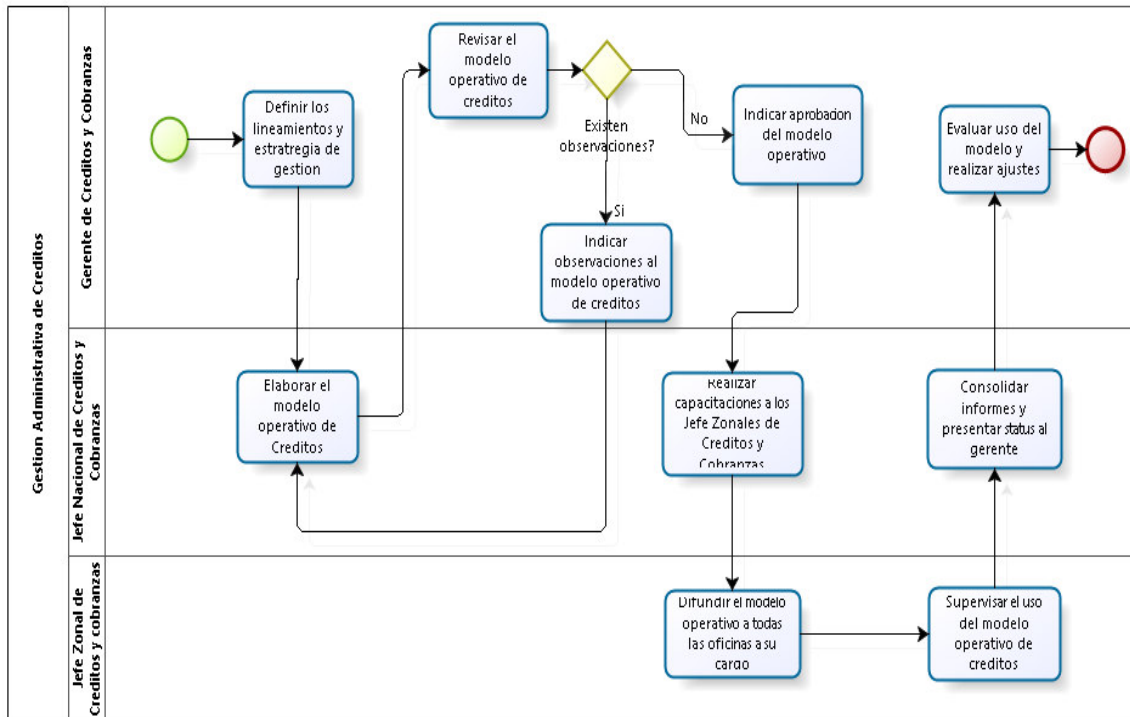 Gestion Administrativa de Creditos
Gerente de Creditos y Cobranzas
Definir los
lineamientos y
estratregia de
gestion
Revisar el
modelo
operativo de
creditos
Existen
observaciones?
No
Si
Indicar aprobacion
del modelo
operativo
Indicar
observaciones al
modelo operativo
de creditos
Evaluar uso del
modelo y
realizar ajustes
Jefe Nacional de Creditos y
Cobranzas
Elaborar el
modelo
operativo de
Creditos
Realizar
capacitaciones a los
Jefe Zonales de
Creditos y
Cobranzas
Consolidar
informes y
presentar status al
gerente
Jefe Zonal de
Creditos y cobranzas
Difundir el modelo
operativo a todas
las oficinas a su
cargo
Supervisar el uso
del modelo
operativo de
creditos